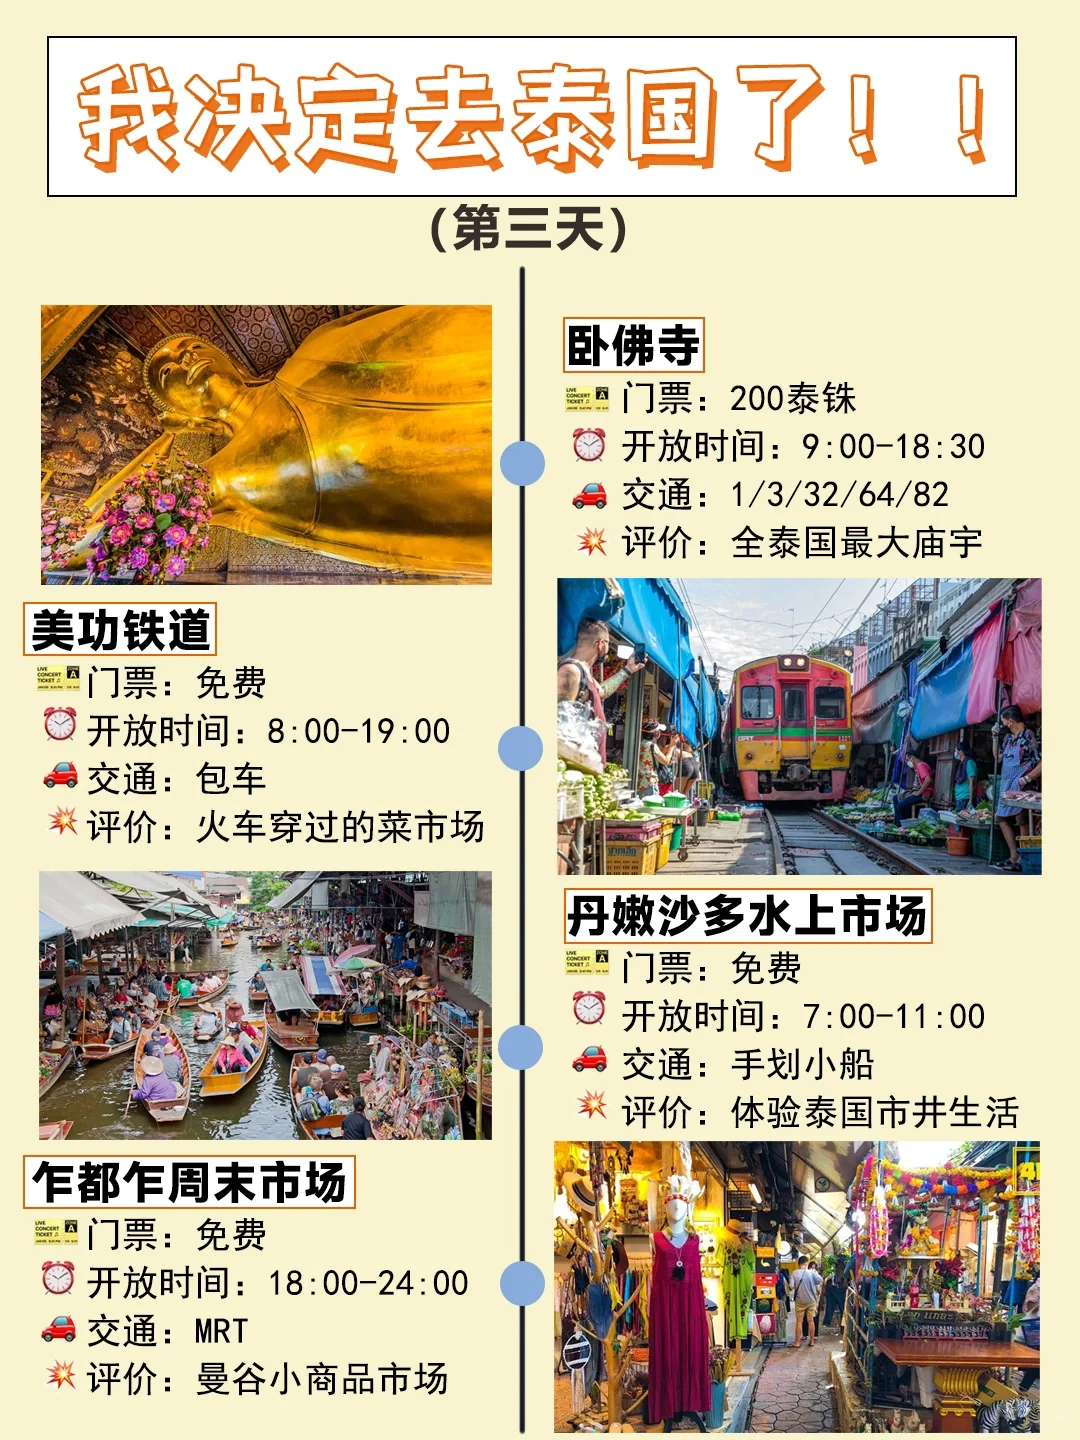 我决定去泰国了！！
（第三天）
卧佛寺
门票：200泰铢
开放时间：9:00-18:30
交通：1/3/32/64/82
评价：全泰国最大庙宇
美功铁道
门票：免费
开放时间：8:00-19:00
交通：包车
评价：火车穿过的菜市场
丹嫩沙多水上市场
门票：免费
开放时间：7:00-11:00
交通：手划小船
评价：体验泰国市井生活
乍都乍周末市场
门票：免费
开放时间：18:00-24:00
交通：MRT
评价：曼谷小商品市场